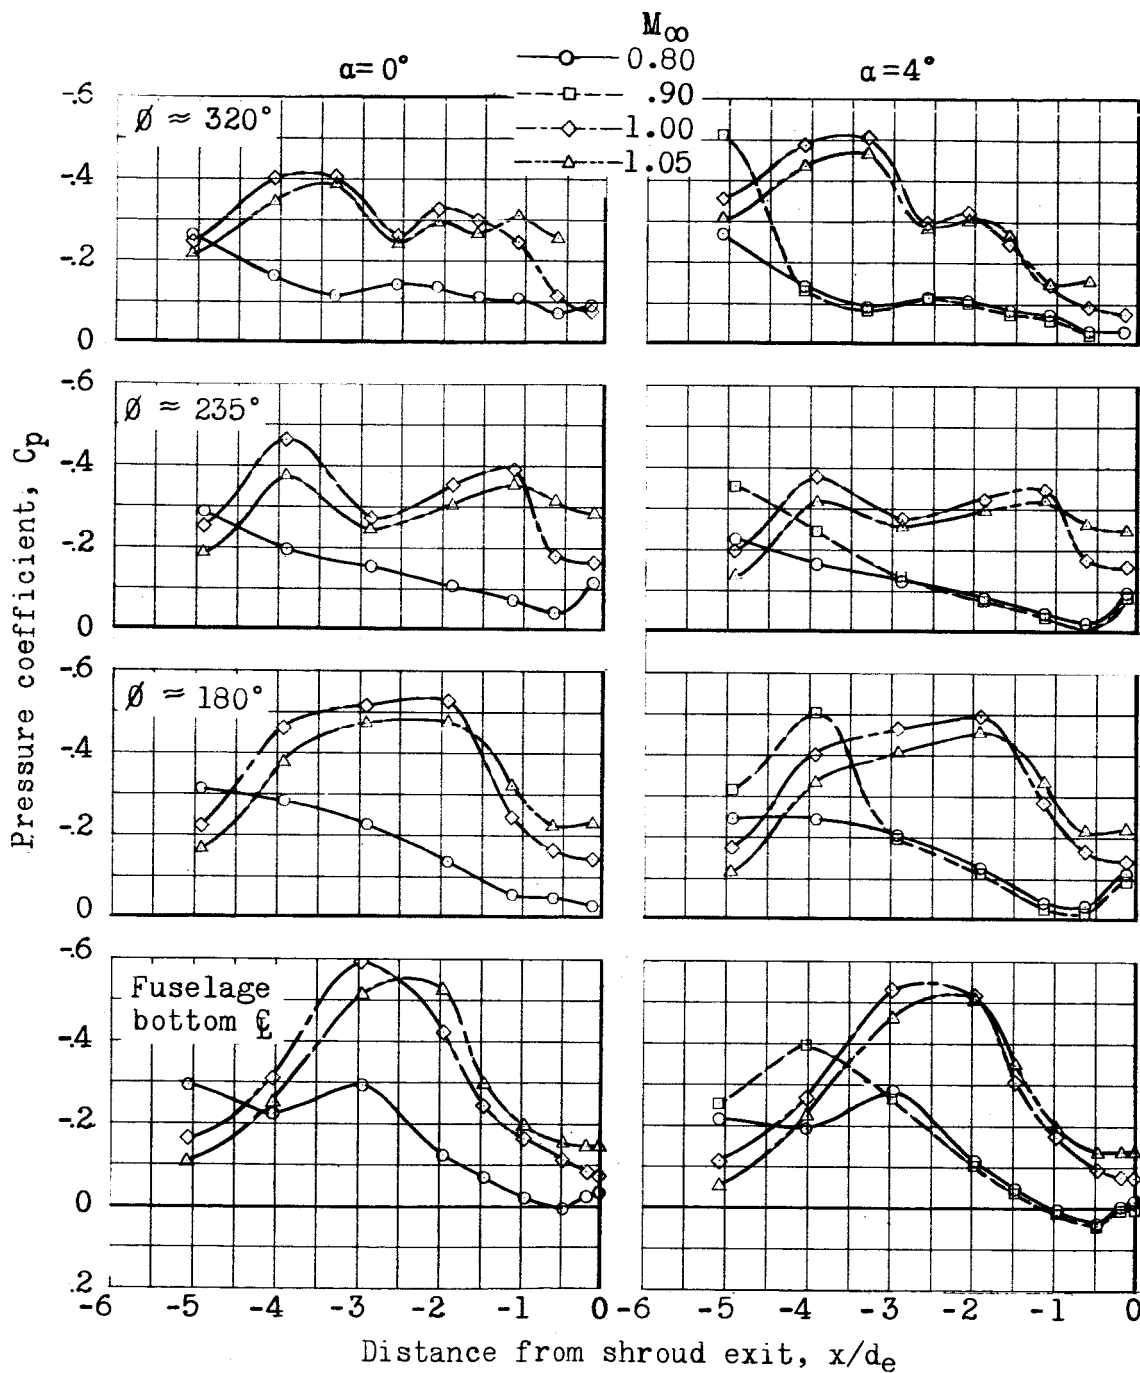 M∞
α=0°
0.80
α=4°
.90
1.00
1.05
-.6
Ø ≈ 320°
-.4
-.2
0
-.6
Ø ≈ 235°
-.4
-.2
0
-.6
Ø ≈ 180°
-.4
-.2
0
-.6
Fuselage
bottom ℄
-.4
-.2
0
.2
Pressure coefficient, Cp
-6 -5 -4 -3 -2 -1 0 -6 -5 -4 -3 -2 -1 0
Distance from shroud exit, x/de